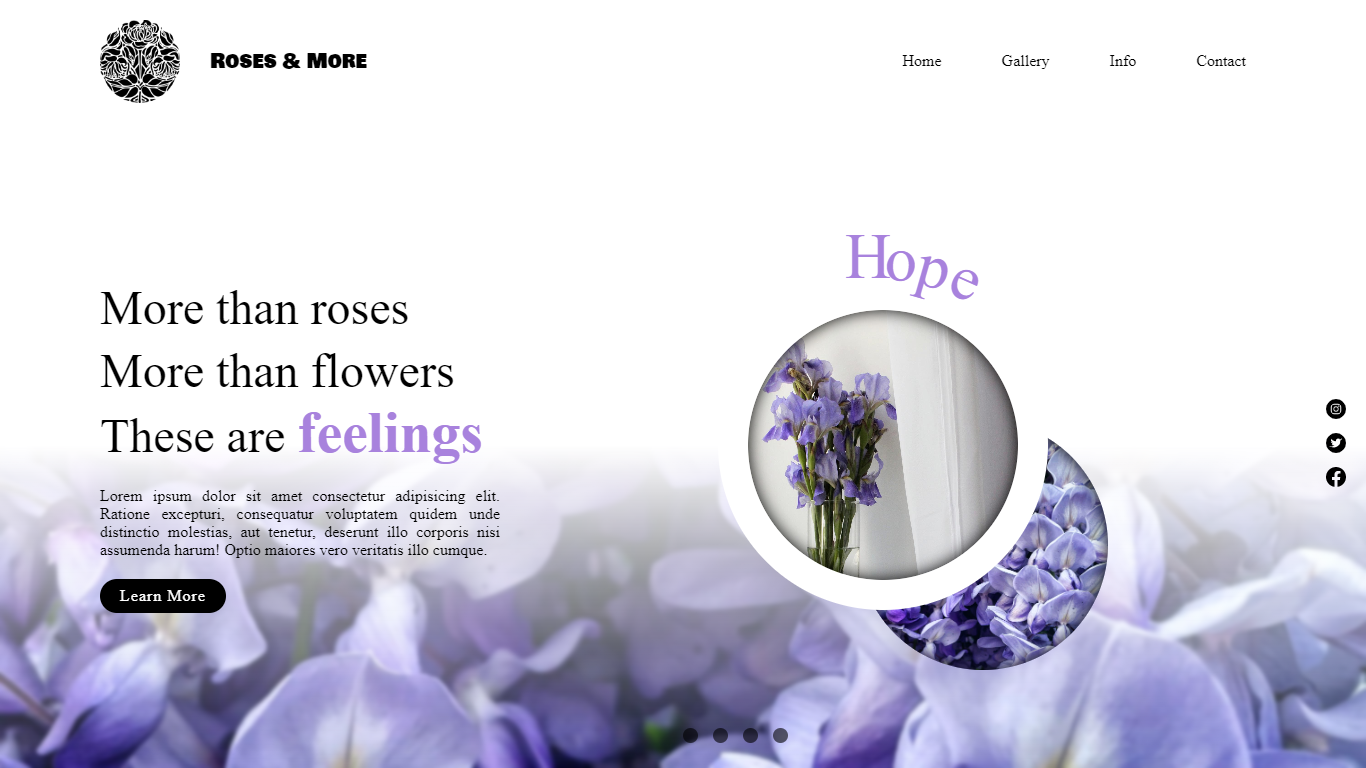 Roses & More
Home
Gallery
Info
Contact
Hope
More than roses
More than flowers
These are feelings
Lorem ipsum dolor sit amet consectetur adipisicing elit.
Ratione excepturi, consequatur voluptatem quidem unde
distinctio molestias, aut tenetur, deserunt illo corporis nisi
assumenda harum! Optio maiores vero veritatis illo cumque.
Learn More